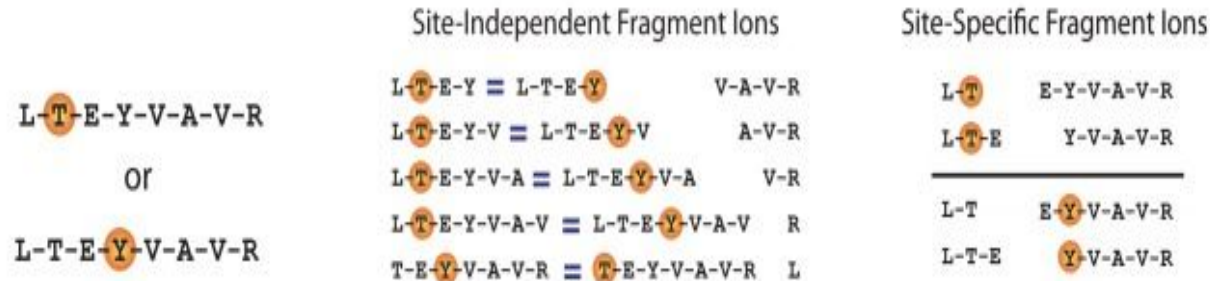 L-T-E-Y-V-A-V-R
or
L-T-E-Y-V-A-V-R
Site-Independent Fragment Ions
L-T-E-Y = L-T-E-Y V-A-V-R
L-T-E-Y-V = L-T-E-Y-V A-V-R
L-T-E-Y-V-A = L-T-E-Y-V-A V-R
L-T-E-Y-V-A-V = L-T-E-Y-V-A-V R
T-E-Y-V-A-V-R = T-E-Y-V-A-V-R L
Site-Specific Fragment Ions
L-T E-Y-V-A-V-R
L-T-E Y-V-A-V-R
L-T E-Y-V-A-V-R
L-T-E Y-V-A-V-R